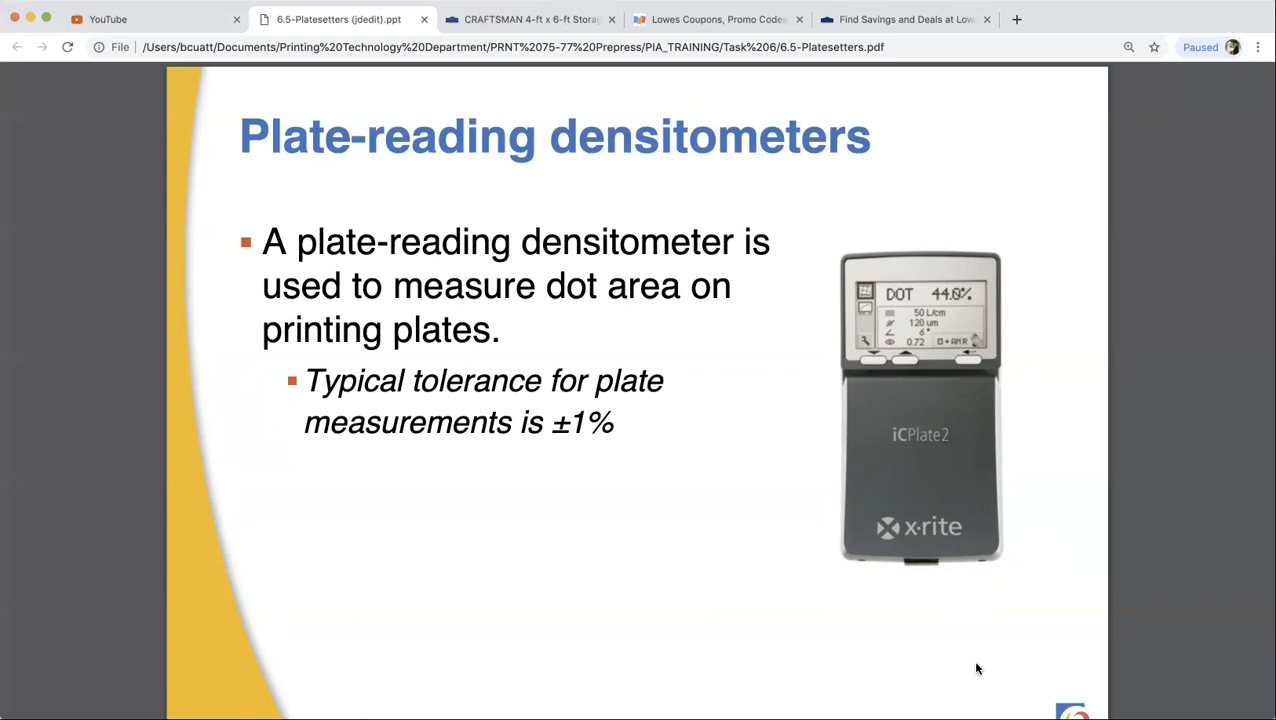 YouTube
6.5-Platesetters (jdedit).ppt
CRAFTSMAN 4-ft x 6-ft Storag
Lowes Coupons, Promo Codes
Find Savings and Deals at Low
File
/Users/bcuatt/Documents/Printing%20Technology%20Department/PRNT%2075-77%20Prepress/PIA_TRAINING/Task%206/6.5-Platesetters.pdf
Paused
Plate-reading densitometers
A plate-reading densitometer is
used to measure dot area on
printing plates.
Typical tolerance for plate
measurements is ±1%
DOT 44.0%
50 L/cm
120 um
6°
0.72
iCPlate2
x·rite